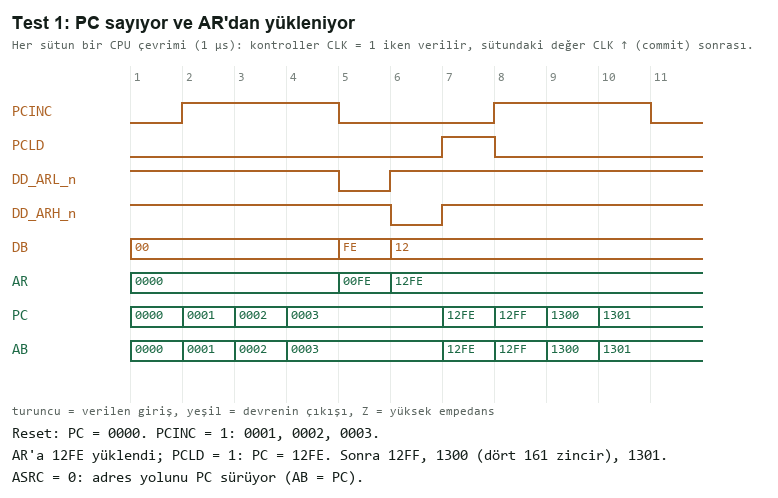 Test 1: PC sayıyor ve AR'dan yükleniyor
Her sütun bir CPU çevrimi (1 µs): kontroller CLK = 1 iken verilir, sütundaki değer CLK ↑ (commit) sonrası.
1 2 3 4 5 6 7 8 9 10 11
PCINC
PCLD
DD_ARL_n
DD_ARH_n
DB 00 FE 12
AR 0000 00FE 12FE
PC 0000 0001 0002 0003 12FE 12FF 1300 1301
AB 0000 0001 0002 0003 12FE 12FF 1300 1301
turuncu = verilen giriş, yeşil = devrenin çıkışı, Z = yüksek empedans
Reset: PC = 0000. PCINC = 1: 0001, 0002, 0003.
AR'a 12FE yüklendi; PCLD = 1: PC = 12FE. Sonra 12FF, 1300 (dört 161 zincir), 1301.
ASRC = 0: adres yolunu PC sürüyor (AB = PC).